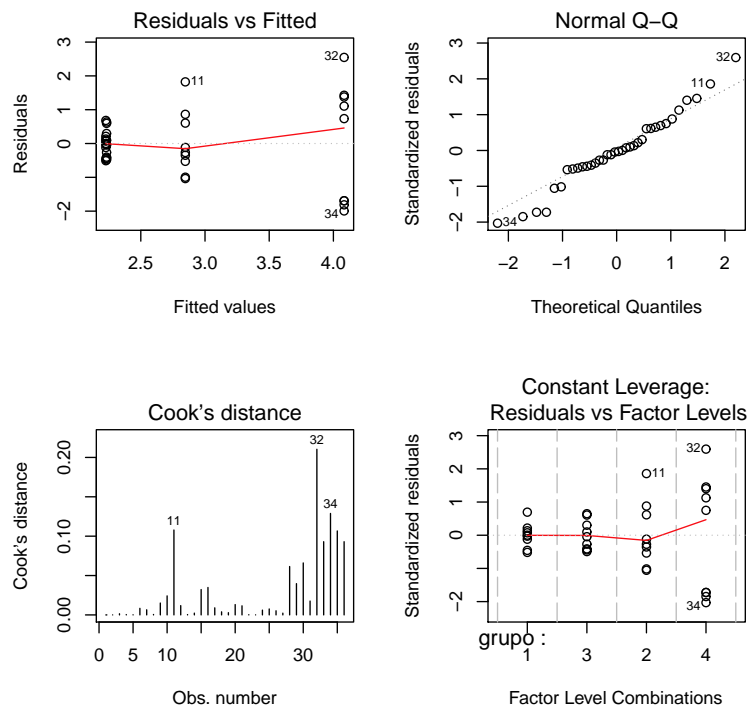 Residuals vs Fitted
Residuals
3
2
1
0
-2
32
11
34
2.5 3.0 3.5 4.0
Fitted values
Normal Q−Q
Standardized residuals
3
2
1
0
-1
-2
32
11
34
−2 −1 0 1 2
Theoretical Quantiles
Cook's distance
Cook's distance
0.20
0.10
0.00
32
34
11
0 5 10 20 30
Obs. number
Constant Leverage:
Residuals vs Factor Levels
Standardized residuals
3
2
1
0
-2
32
11
34
grupo :
1 3 2 4
Factor Level Combinations